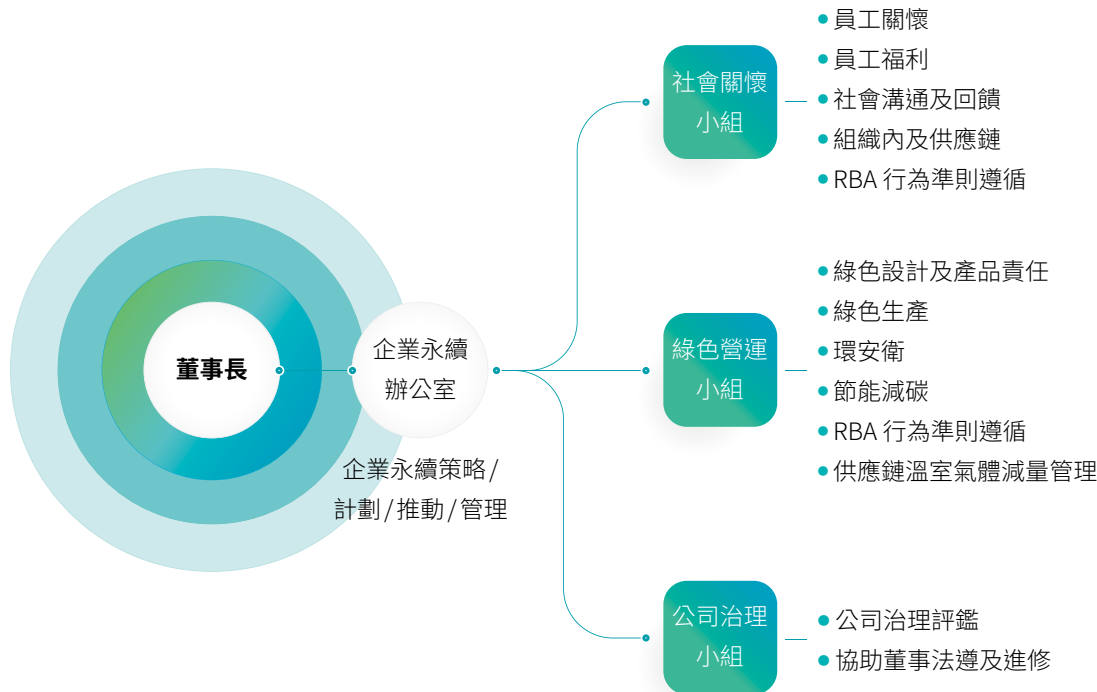 董事長
企業永續
辦公室
企業永續策略/
計劃/推動/管理
社會關懷
小組
員工關懷
員工福利
社會溝通及回饋
組織內及供應鏈
RBA 行為準則遵循
綠色營運
小組
綠色設計及產品責任
綠色生產
環安衛
節能減碳
RBA 行為準則遵循
供應鏈溫室氣體減量管理
公司治理
小組
公司治理評鑑
協助董事法遵及進修